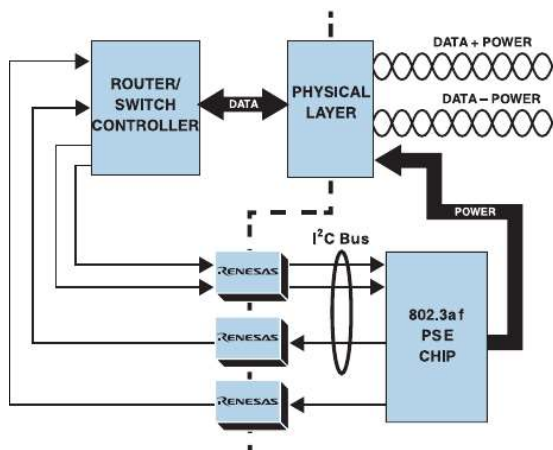 ROUTER/
SWITCH
CONTROLLER
DATA
PHYSICAL
LAYER
DATA + POWER
DATA – POWER
POWER
I²C Bus
RENESAS
RENESAS
RENESAS
802.3af
PSE
CHIP